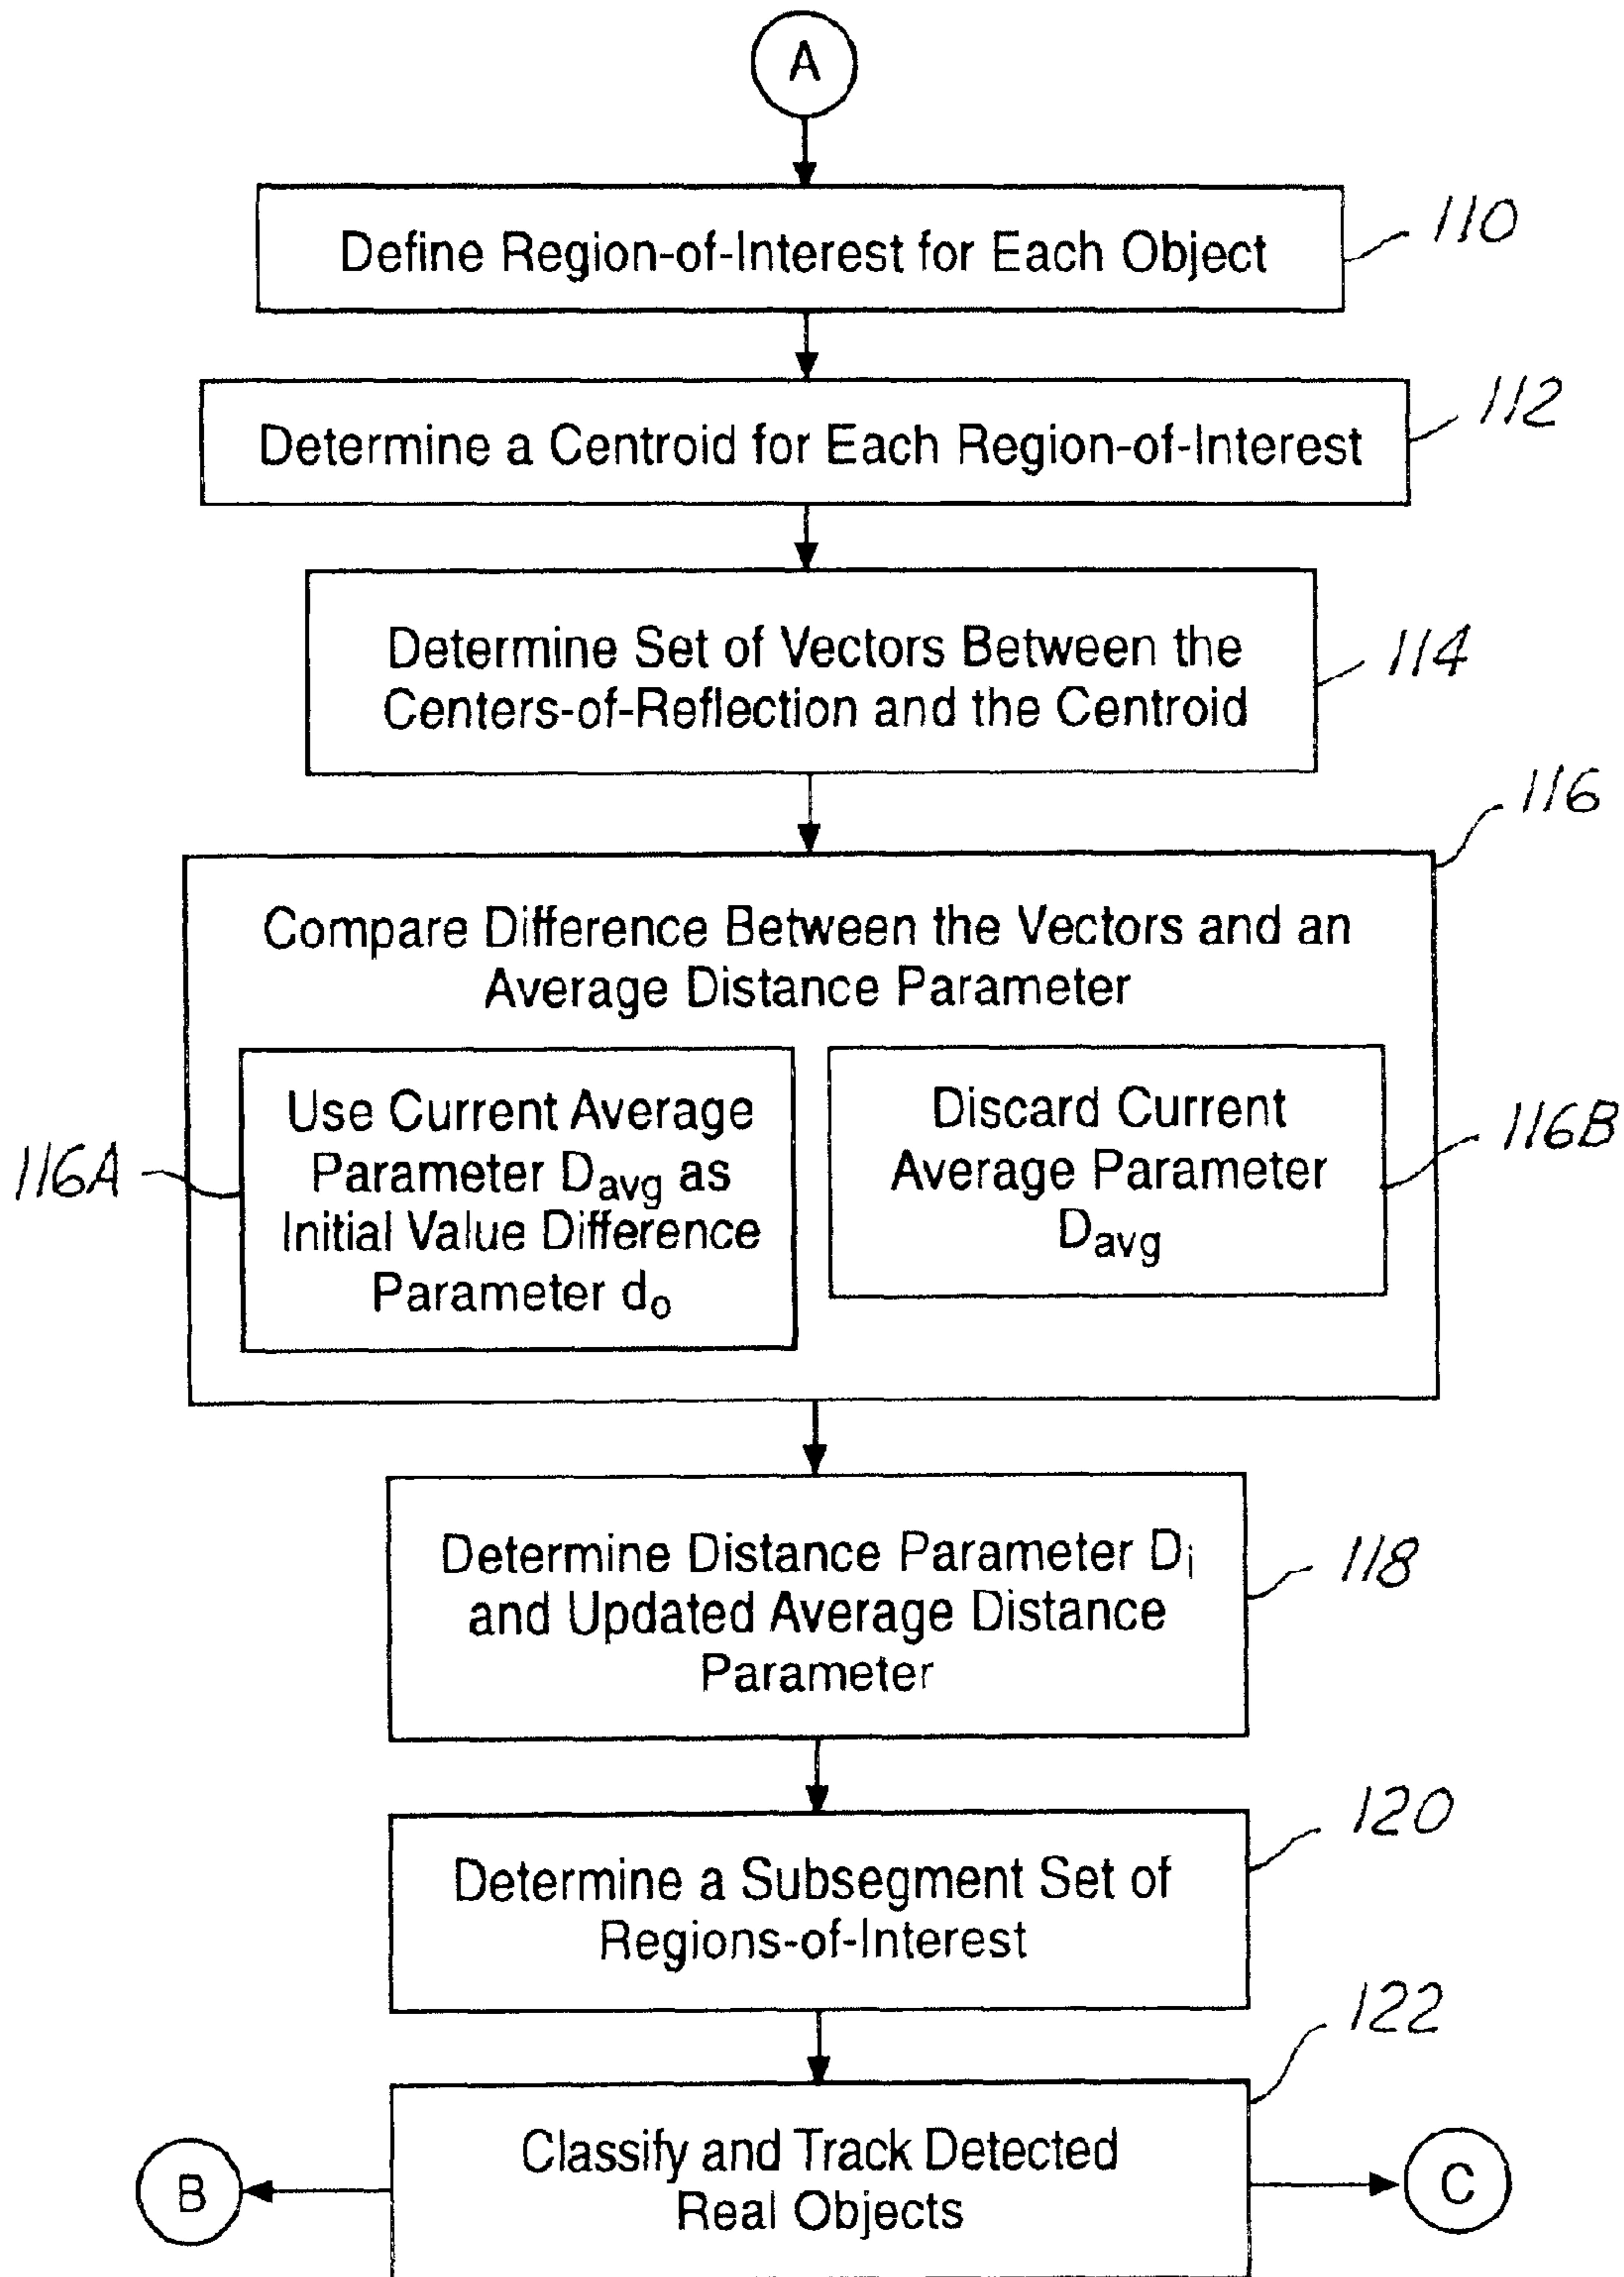 A
Define Region-of-Interest for Each Object
110
Determine a Centroid for Each Region-of-Interest
112
Determine Set of Vectors Between the
Centers-of-Reflection and the Centroid
114
116
Compare Difference Between the Vectors and an
Average Distance Parameter
116A
Use Current Average
Parameter Davg as
Initial Value Difference
Parameter do
Discard Current
Average Parameter
Davg
116B
Determine Distance Parameter Di
and Updated Average Distance
Parameter
118
Determine a Subsegment Set of
Regions-of-Interest
120
122
Classify and Track Detected
Real Objects
B
C